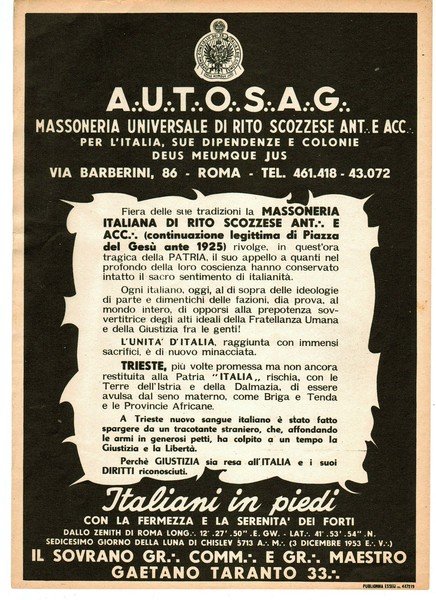 A∴U∴T∴O∴S∴A∴G∴
MASSONERIA UNIVERSALE DI RITO SCOZZESE ANT∴ E ACC∴
PER L'ITALIA, SUE DIPENDENZE E COLONIE
DEUS MEUMQUE JUS
VIA BARBERINI, 86 - ROMA - TEL. 461.418 - 43.072
Fiera delle sue tradizioni la MASSONERIA
ITALIANA DI RITO SCOZZESE ANT∴ E
ACC∴ (continuazione legittima di Piazza
del Gesù ante 1925) rivolge, in quest'ora
tragica della PATRIA, il suo appello a quanti nel
profondo della loro coscienza hanno conservato
intatto il sacro sentimento di italianità.
Ogni italiano, oggi, al di sopra delle ideologie
di parte e dimentichi delle fazioni, dia prova, al
mondo intero, di opporsi alla prepotenza sov-
vertitrice degli alti ideali della Fratellanza Umana
e della Giustizia fra le genti!
L'UNITA' D'ITALIA, raggiunta con immensi
sacrifici, è di nuovo minacciata.
TRIESTE, più volte promessa ma non ancora
restituita alla Patria "ITALIA„ rischia, con le
Terre dell'Istria e della Dalmazia, di essere
avulsa dal seno materno, come Briga e Tenda
e le Provincie Africane.
A Trieste nuovo sangue italiano è stato fatto
spargere da un tracotante straniero, che, affondando
le armi in generosi petti, ha colpito a un tempo la
Giustizia e la Libertà.
Perchè GIUSTIZIA sia resa all'ITALIA e i suoi
DIRITTI riconosciuti.
Italiani in piedi
CON LA FERMEZZA E LA SERENITA' DEI FORTI
DALLO ZENITH DI ROMA LONG∴ 12°.27'.50" E. GW. - LAT∴ 41°.53'.54" N.
SEDICESIMO GIORNO DELLA LUNA DI CHISLEV 5713 A∴ M∴ (3 DICEMBRE 1953 E∴ V∴)
IL SOVRANO GR∴ COMM∴ E GR∴ MAESTRO
GAETANO TARANTO 33∴